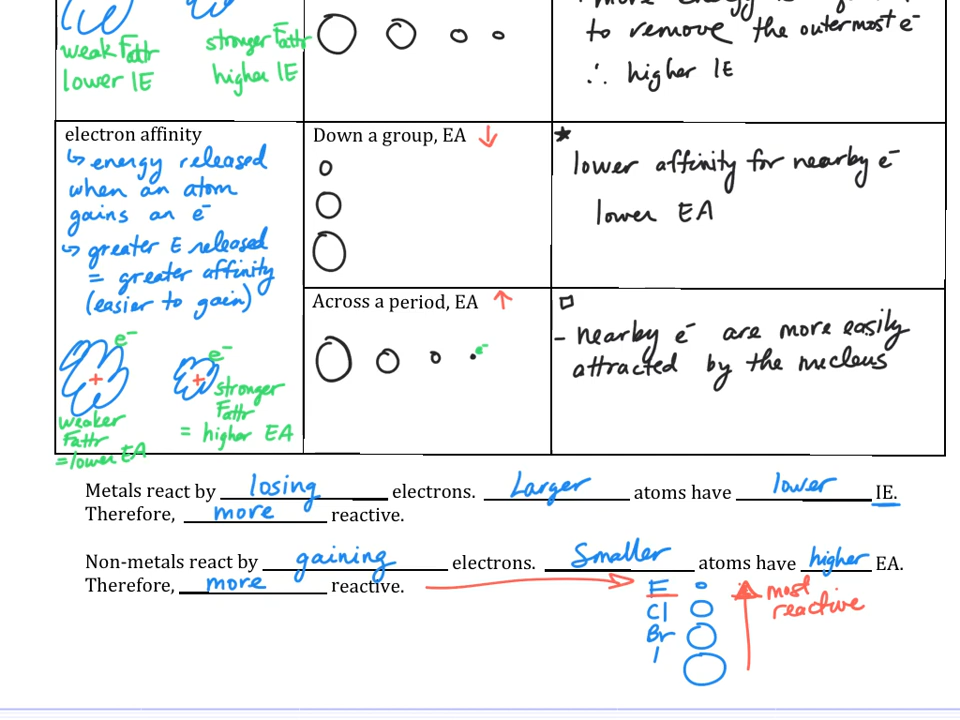 weak Fattr
lower IE
stronger Fattr
higher IE
to remove the outermost e⁻
∴ higher IE
electron affinity
↳ energy released
when an atom
gains an e⁻
↳ greater E released
= greater affinity
(easier to gain)
e⁻
+
weaker
Fattr
= lower EA
e⁻
+
stronger
Fattr
= higher EA
Down a group, EA ↓
★
lower affinity for nearby e⁻
lower EA
Across a period, EA ↑
e⁻
□
- nearby e⁻ are more easily
attracted by the nucleus
Metals react by losing electrons. Larger atoms have lower IE.
Therefore, more reactive.
Non-metals react by gaining electrons. Smaller atoms have higher EA.
Therefore, more reactive.
F
Cl
Br
I
most
reactive